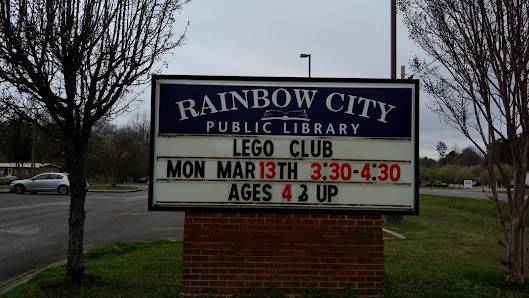 RAINBOW CITY
PUBLIC LIBRARY
LEGO CLUB
MON MAR 13TH 3:30-4:30
AGES 4 & UP